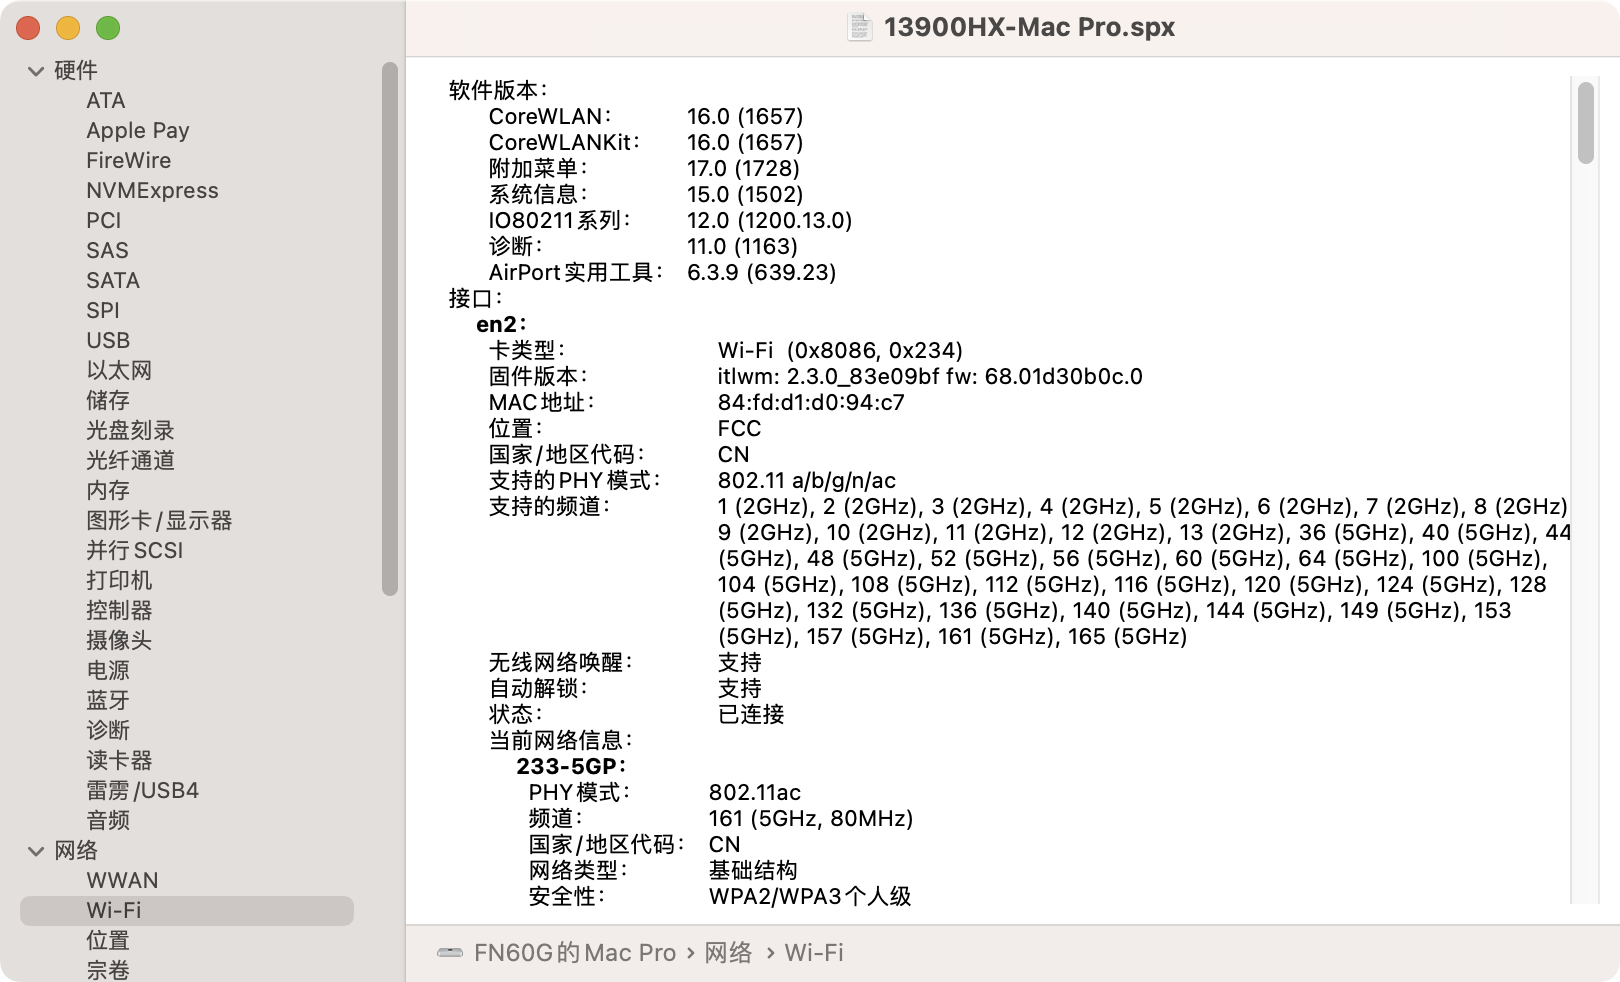 13900HX-Mac Pro.spx
硬件
ATA
Apple Pay
FireWire
NVMExpress
PCI
SAS
SATA
SPI
USB
以太网
储存
光盘刻录
光纤通道
内存
图形卡/显示器
并行SCSI
打印机
控制器
摄像头
电源
蓝牙
诊断
读卡器
雷雳/USB4
音频
网络
WWAN
Wi-Fi
位置
宗卷
软件版本：
CoreWLAN： 16.0 (1657)
CoreWLANKit： 16.0 (1657)
附加菜单： 17.0 (1728)
系统信息： 15.0 (1502)
IO80211系列： 12.0 (1200.13.0)
诊断： 11.0 (1163)
AirPort实用工具： 6.3.9 (639.23)
接口：
en2：
卡类型： Wi-Fi (0x8086, 0x234)
固件版本： itlwm: 2.3.0_83e09bf fw: 68.01d30b0c.0
MAC地址： 84:fd:d1:d0:94:c7
位置： FCC
国家/地区代码： CN
支持的PHY模式： 802.11 a/b/g/n/ac
支持的频道： 1 (2GHz), 2 (2GHz), 3 (2GHz), 4 (2GHz), 5 (2GHz), 6 (2GHz), 7 (2GHz), 8 (2GHz)
9 (2GHz), 10 (2GHz), 11 (2GHz), 12 (2GHz), 13 (2GHz), 36 (5GHz), 40 (5GHz), 44
(5GHz), 48 (5GHz), 52 (5GHz), 56 (5GHz), 60 (5GHz), 64 (5GHz), 100 (5GHz),
104 (5GHz), 108 (5GHz), 112 (5GHz), 116 (5GHz), 120 (5GHz), 124 (5GHz), 128
(5GHz), 132 (5GHz), 136 (5GHz), 140 (5GHz), 144 (5GHz), 149 (5GHz), 153
(5GHz), 157 (5GHz), 161 (5GHz), 165 (5GHz)
无线网络唤醒： 支持
自动解锁： 支持
状态： 已连接
当前网络信息：
233-5GP：
PHY模式： 802.11ac
频道： 161 (5GHz, 80MHz)
国家/地区代码： CN
网络类型： 基础结构
安全性： WPA2/WPA3个人级
FN60G的Mac Pro › 网络 › Wi-Fi